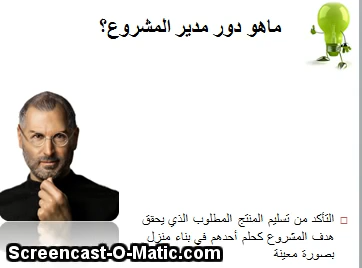 ماهو دور مدير المشروع؟
التأكد من تسليم المنتج المطلوب الذي يحقق
هدف المشروع كحلم أحدهم في بناء منزل
بصورة معينة
Screencast-O-Matic.com